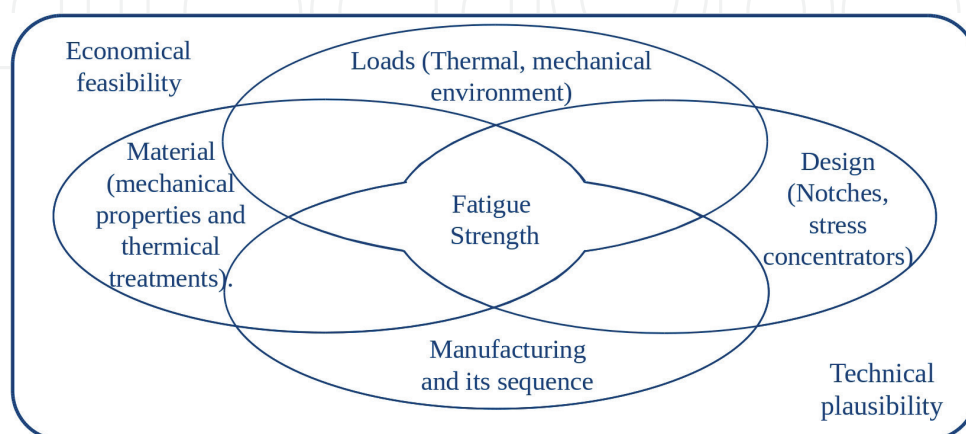 Economical
feasibility
Loads (Thermal, mechanical
environment)
Material
(mechanical
properties and
thermical
treatments).
Design
(Notches,
stress
concentrators)
Fatigue
Strength
Manufacturing
and its sequence
Technical
plausibility